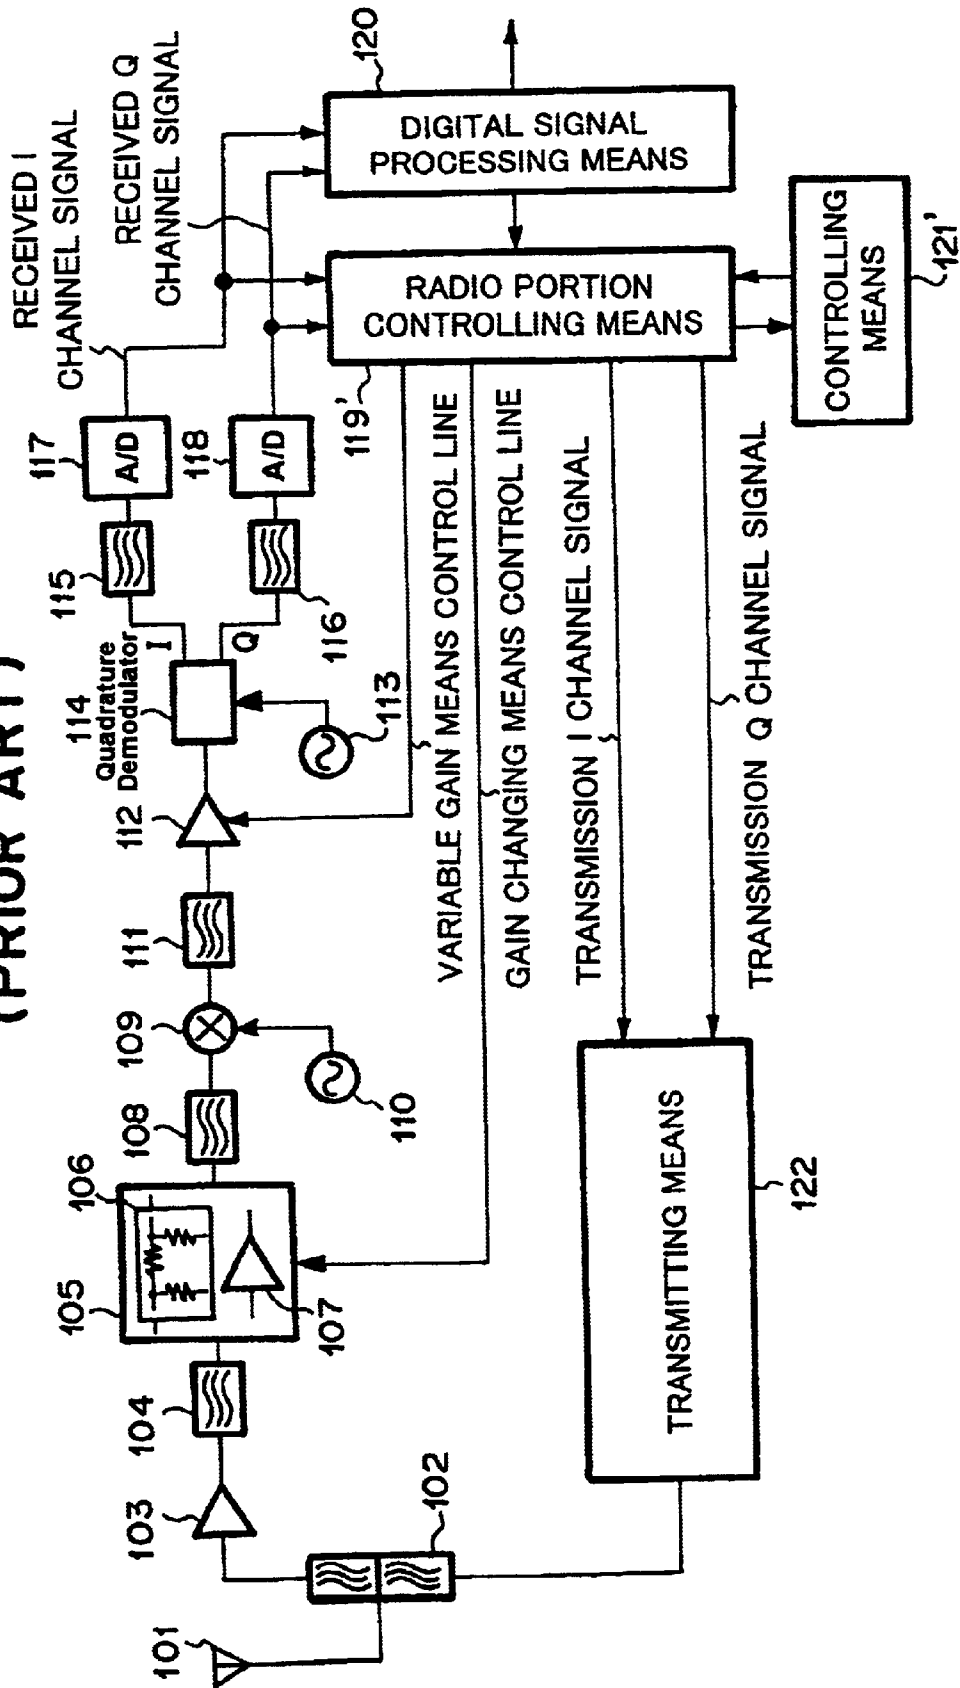 (PRIOR ART)
101
102
103
104
105
106
107
108
109
110
111
112
113
114
Quadrature
Demodulator
I
Q
115
116
117
A/D
118
A/D
RECEIVED I
CHANNEL SIGNAL
RECEIVED Q
CHANNEL SIGNAL
120
DIGITAL SIGNAL
PROCESSING MEANS
RADIO PORTION
CONTROLLING MEANS
119'
CONTROLLING
MEANS
121'
VARIABLE GAIN MEANS CONTROL LINE
GAIN CHANGING MEANS CONTROL LINE
TRANSMISSION I CHANNEL SIGNAL
TRANSMISSION Q CHANNEL SIGNAL
TRANSMITTING MEANS
122